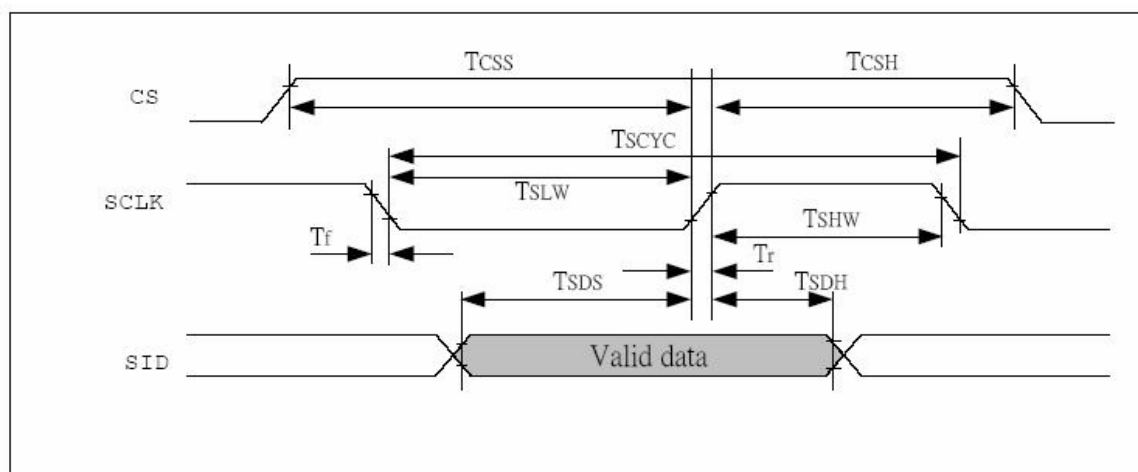 TCSS TCSH
CS
TSCYC
TSLW
SCLK
TSHW
Tf
Tr
TSDS TSDH
SID
Valid data